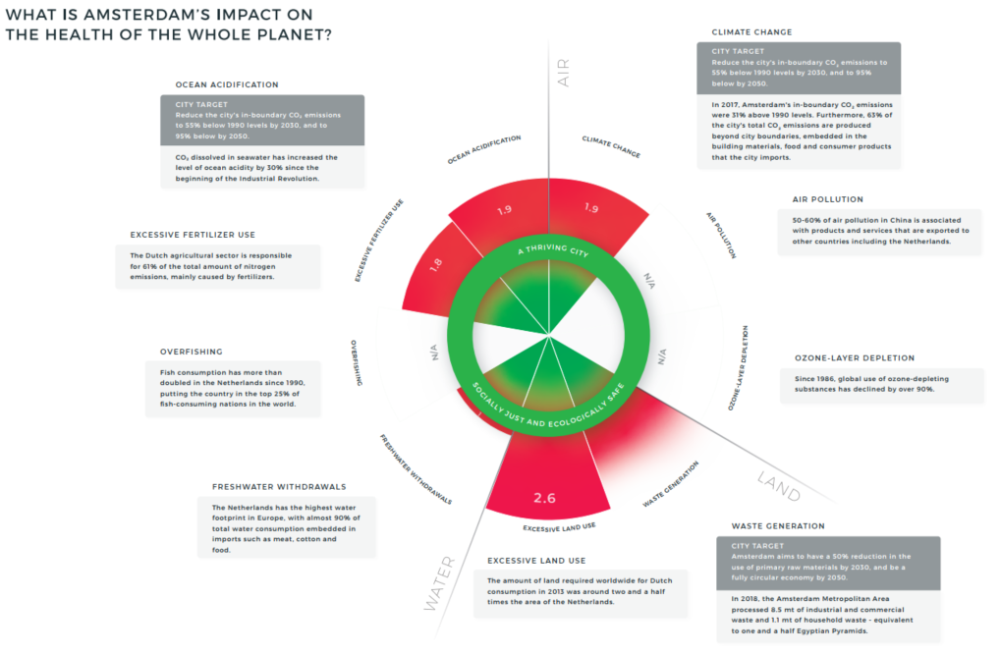 WHAT IS AMSTERDAM'S IMPACT ON
THE HEALTH OF THE WHOLE PLANET?
CLIMATE CHANGE
CITY TARGET
Reduce the city's in-boundary CO₂ emissions to
55% below 1990 levels by 2030, and to 95%
below by 2050.
In 2017, Amsterdam's in-boundary CO₂ emissions
were 31% above 1990 levels. Furthermore, 63% of
the city's total CO₂ emissions are produced
beyond city boundaries, embedded in the
building materials, food and consumer products
that the city imports.
OCEAN ACIDIFICATION
CITY TARGET
Reduce the city's in-boundary CO₂ emissions
to 55% below 1990 levels by 2030, and to
95% below by 2050.
CO₂ dissolved in seawater has increased the
level of ocean acidity by 30% since the
beginning of the Industrial Revolution.
AIR POLLUTION
50-60% of air pollution in China is associated
with products and services that are exported to
other countries including the Netherlands.
EXCESSIVE FERTILIZER USE
The Dutch agricultural sector is responsible
for 61% of the total amount of nitrogen
emissions, mainly caused by fertilizers.
OVERFISHING
Fish consumption has more than
doubled in the Netherlands since 1990,
putting the country in the top 25% of
fish-consuming nations in the world.
OZONE-LAYER DEPLETION
Since 1986, global use of ozone-depleting
substances has declined by over 90%.
FRESHWATER WITHDRAWALS
The Netherlands has the highest water
footprint in Europe, with almost 90% of
total water consumption embedded in
imports such as meat, cotton and
food.
EXCESSIVE LAND USE
The amount of land required worldwide for Dutch
consumption in 2013 was around two and a half
times the area of the Netherlands.
WASTE GENERATION
CITY TARGET
Amsterdam aims to have a 50% reduction in the
use of primary raw materials by 2030, and be a
fully circular economy by 2050.
In 2018, the Amsterdam Metropolitan Area
processed 8.5 mt of industrial and commercial
waste and 1.1 mt of household waste - equivalent
to one and a half Egyptian Pyramids.
AIR
OCEAN ACIDIFICATION
CLIMATE CHANGE
1.9
1.9
EXCESSIVE FERTILIZER USE
AIR POLLUTION
1.8
A THRIVING CITY
N/A
N/A
N/A
OVERFISHING
OZONE-LAYER DEPLETION
SOCIALLY JUST AND ECOLOGICALLY SAFE
FRESHWATER WITHDRAWALS
WASTE GENERATION
2.6
EXCESSIVE LAND USE
LAND
WATER